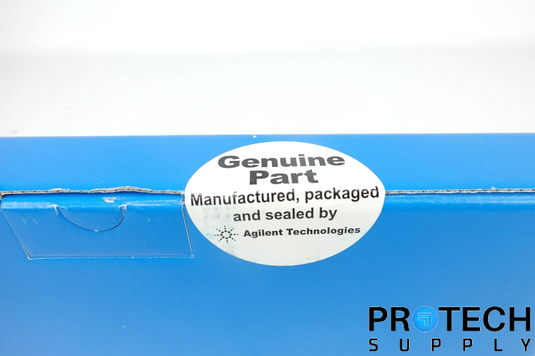 Genuine
Part
Manufactured, packaged
and sealed by
Agilent Technologies
PROTECH
SUPPLY